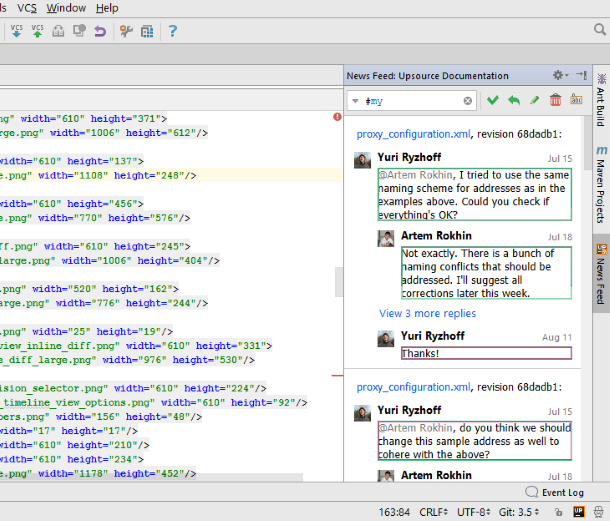 ls VCS Window Help
VCS VCS
News Feed: Upsource Documentation
#my
ng" width="610" height="371">
arge.png" width="1006" height="612"/>
width="610" height="137">
e.png" width="1108" height="248"/>
width="610" height="456">
e.png" width="770" height="576"/>
ff.png" width="610" height="245">
large.png" width="1006" height="404"/>
.png" width="520" height="162">
arge.png" width="776" height="244"/>
.png" width="25" height="19"/>
view_inline_diff.png" width="610" height="331">
e_diff_large.png" width="976" height="530"/>
ision_selector.png" width="610" height="224"/>
_timeline_view_options.png" width="610" height="92"/>
bers.png" width="156" height="48"/>
width="17" height="17"/>
width="610" height="210"/>
width="610" height="234">
e.png" width="1178" height="452"/>
proxy_configuration.xml, revision 68dadb1:
Yuri Ryzhoff Jul 15
@Artem Rokhin, I tried to use the same
naming scheme for addresses as in the
examples above. Could you check if
everything's OK?
Artem Rokhin Jul 18
Not exactly. There is a bunch of
naming conflicts that should be
addressed. I'll suggest all
corrections later this week.
View 3 more replies
Yuri Ryzhoff Aug 11
Thanks!
proxy_configuration.xml, revision 68dadb1:
Yuri Ryzhoff Jul 15
@Artem Rokhin, do you think we should
change this sample address as well to
cohere with the above?
Artem Rokhin Jul 18
Ant Build
m Maven Projects
UP News Feed
Event Log
163:84 CRLF UTF-8 Git: 3.5 UP